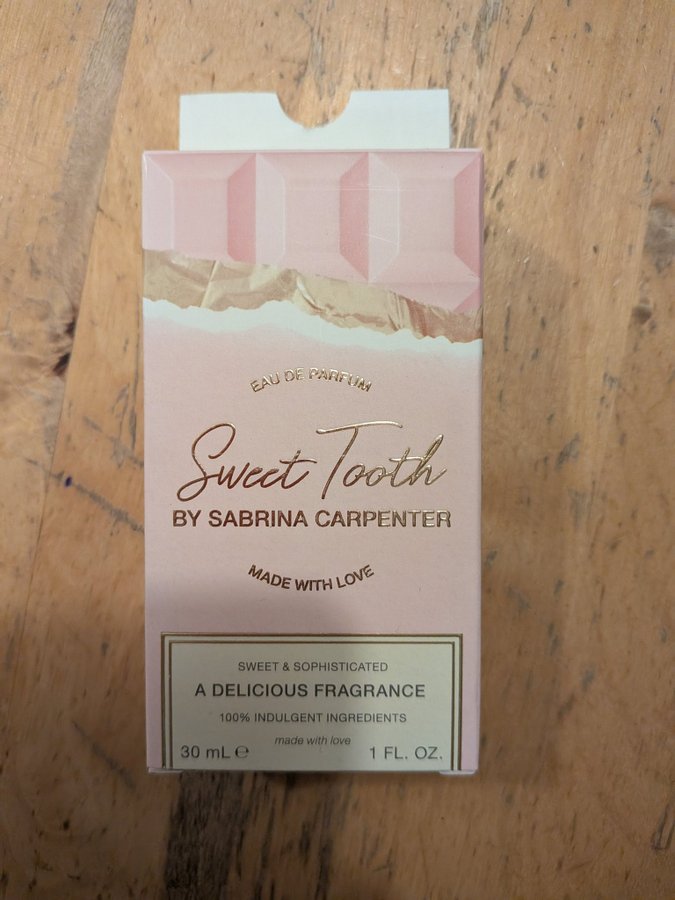 EAU DE PARFUM
Sweet Tooth
BY SABRINA CARPENTER
MADE WITH LOVE
SWEET & SOPHISTICATED
A DELICIOUS FRAGRANCE
100% INDULGENT INGREDIENTS
made with love
30 mL ℮ 1 FL. OZ.